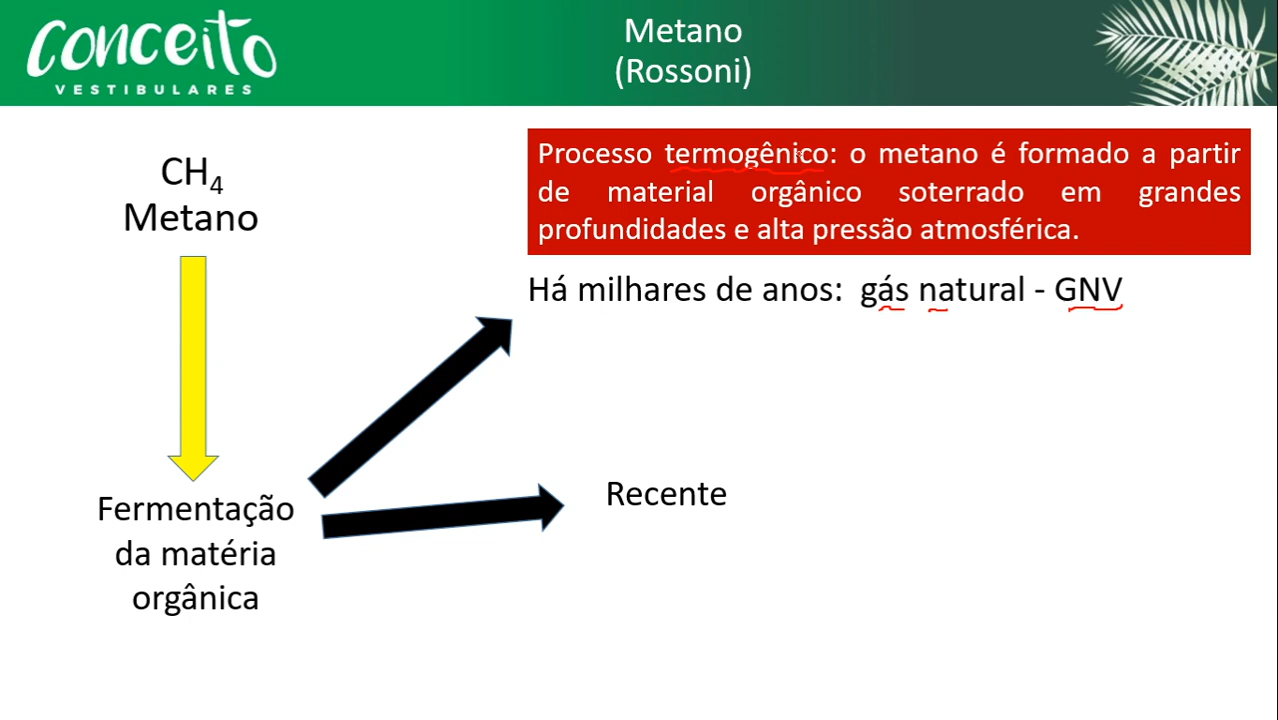 conceito
VESTIBULARES
Metano
(Rossoni)
CH₄
Metano
Processo termogênico: o metano é formado a partir
de material orgânico soterrado em grandes
profundidades e alta pressão atmosférica.
Há milhares de anos: gás natural - GNV
Recente
Fermentação
da matéria
orgânica